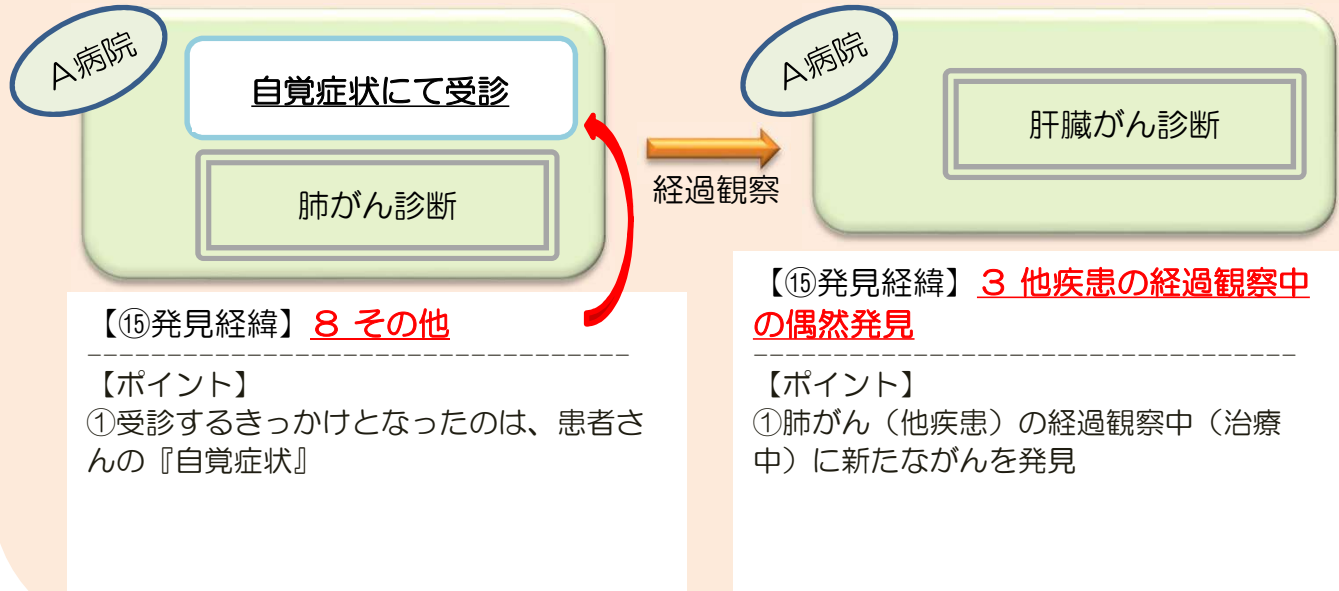 A病院
自覚症状にて受診
肺がん診断
【⑮発見経緯】８ その他
----------------------------------
【ポイント】
①受診するきっかけとなったのは、患者さ
んの『自覚症状』
経過観察
A病院
肝臓がん診断
【⑮発見経緯】３ 他疾患の経過観察中
の偶然発見
----------------------------------
【ポイント】
①肺がん（他疾患）の経過観察中（治療
中）に新たながんを発見